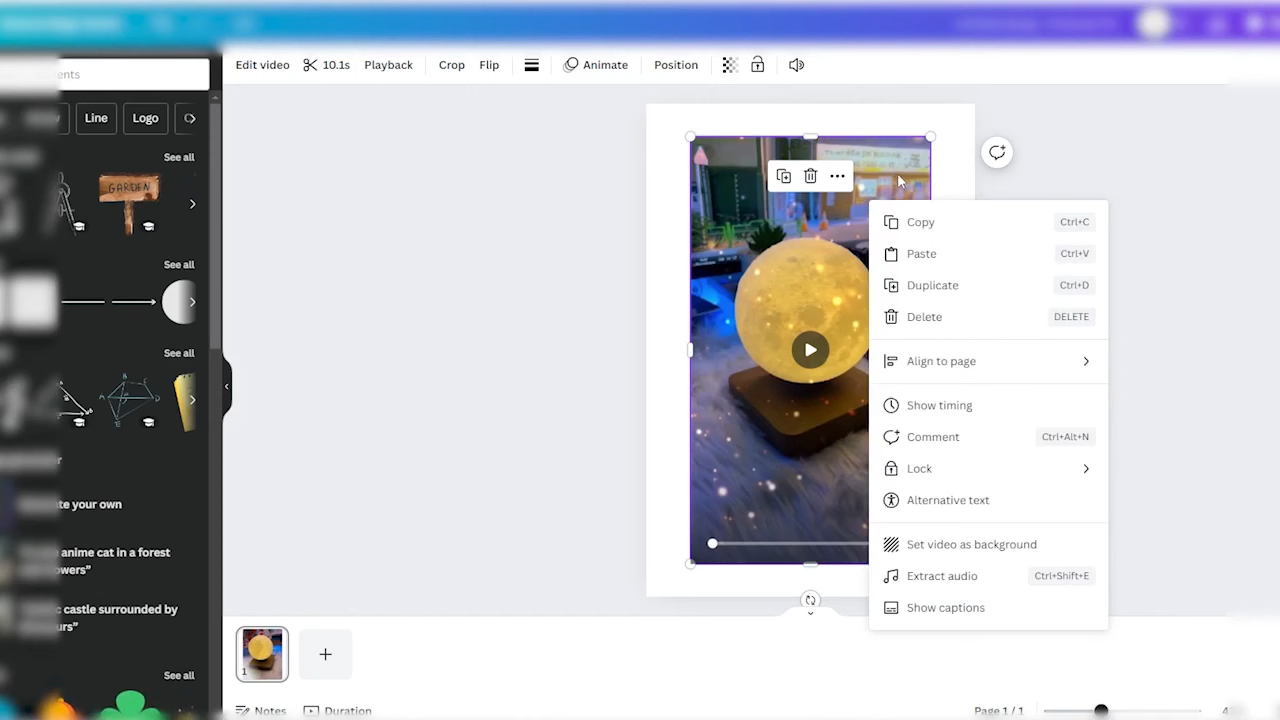 ents
Edit video
10.1s
Playback
Crop
Flip
Animate
Position
Line
Logo
See all
GARDEN
See all
See all
Copy
Ctrl+C
Paste
Ctrl+V
Duplicate
Ctrl+D
Delete
DELETE
Align to page
Show timing
Comment
Ctrl+Alt+N
Lock
Alternative text
Set video as background
Extract audio
Ctrl+Shift+E
Show captions
te your own
anime cat in a forest
owers”
castle surrounded by
urs”
See all
1
Notes
Duration
Page 1 / 1